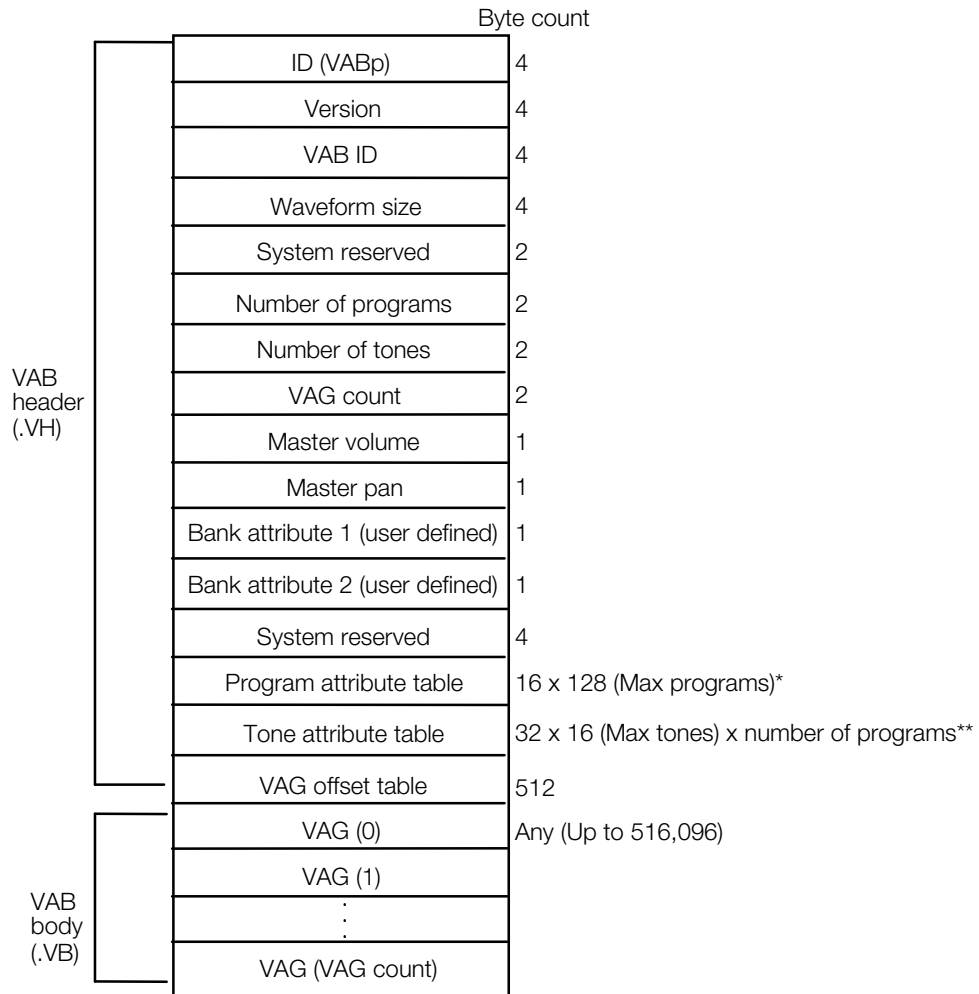 Byte count
ID (VABp) 4
Version 4
VAB ID 4
Waveform size 4
System reserved 2
Number of programs 2
Number of tones 2
VAG count 2
Master volume 1
Master pan 1
Bank attribute 1 (user defined) 1
Bank attribute 2 (user defined) 1
System reserved 4
Program attribute table 16 x 128 (Max programs)*
Tone attribute table 32 x 16 (Max tones) x number of programs**
VAG offset table 512
VAB
header
(.VH)
VAG (0) Any (Up to 516,096)
VAG (1)
⋮
VAG (VAG count)
VAB
body
(.VB)